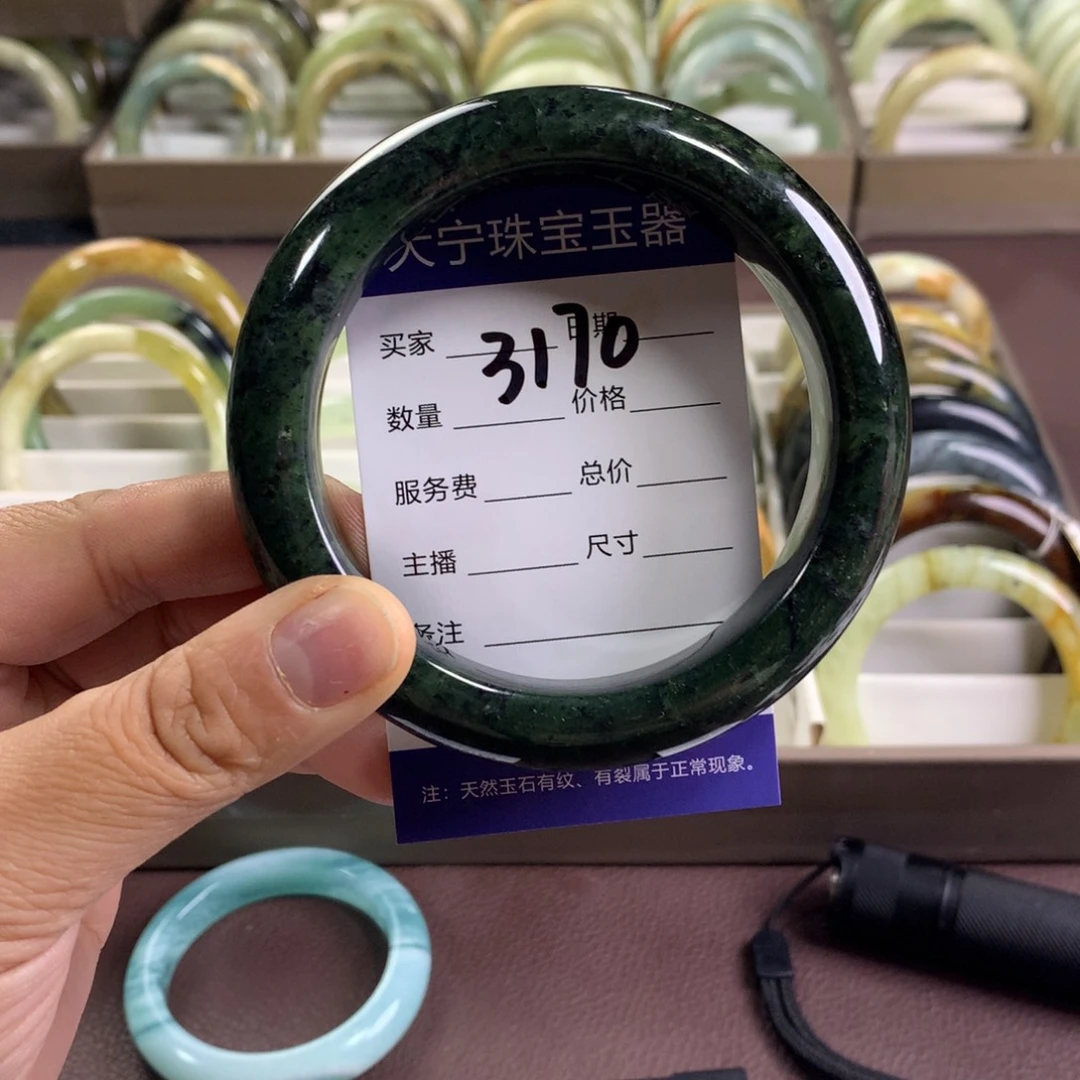 天宁珠宝玉器
3170
买家 日期
数量 价格
服务费 总价
主播 尺寸
备注
注：天然玉石有纹、有裂属于正常现象。